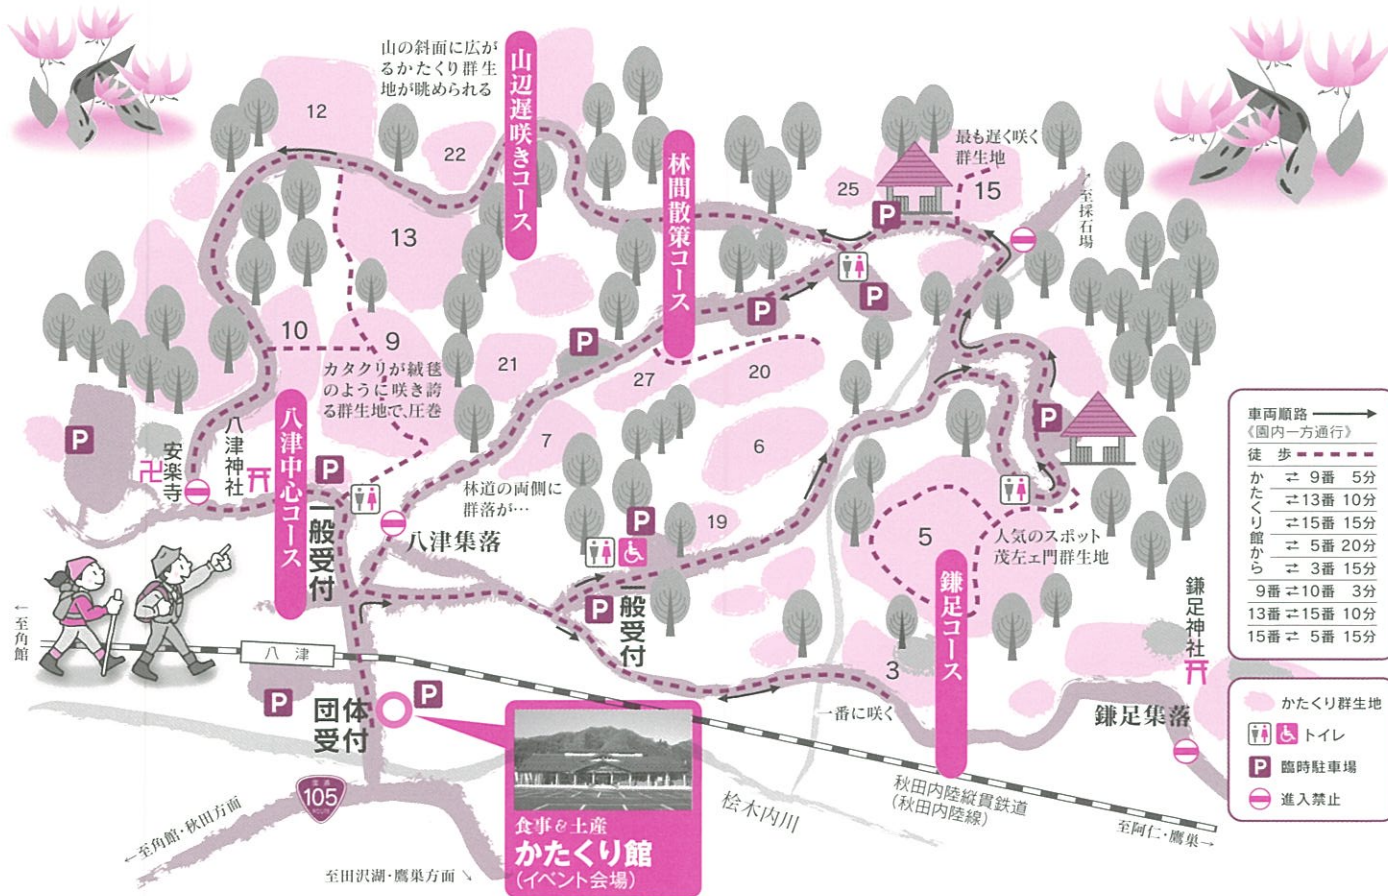 山の斜面に広が
るかたくり群生
地が眺められる
山辺遅咲きコース
林間散策コース
最も遅く咲く
群生地
至採石場
12
22
13
25
15
10
9
カタクリが絨毯
のように咲き誇
る群生地で、圧巻
21
27
20
7
6
19
5
3
P
P
P
P
P
P
P
P
P
P
P
安楽寺
八津神社
八津中心コース
一般受付
林道の両側に
群落が…
八津集落
一般受付
人気のスポット
茂左ェ門群生地
鎌足コース
鎌足神社
鎌足集落
一番に咲く
←至角館
八津
団体
受付
国道
105
ROUTE
←至角館・秋田方面
至田沢湖・鷹巣方面↘
食事&土産
かたくり館
(イベント会場)
桧木内川
秋田内陸縦貫鉄道
(秋田内陸線)
至阿仁・鷹巣→
車両順路
《園内一方通行》
徒 歩
かたくり館から
⇄ 9番 5分
⇄13番 10分
⇄15番 15分
⇄ 5番 20分
⇄ 3番 15分
9番⇄10番 3分
13番⇄15番 10分
15番⇄ 5番 15分
かたくり群生地
トイレ
P 臨時駐車場
進入禁止